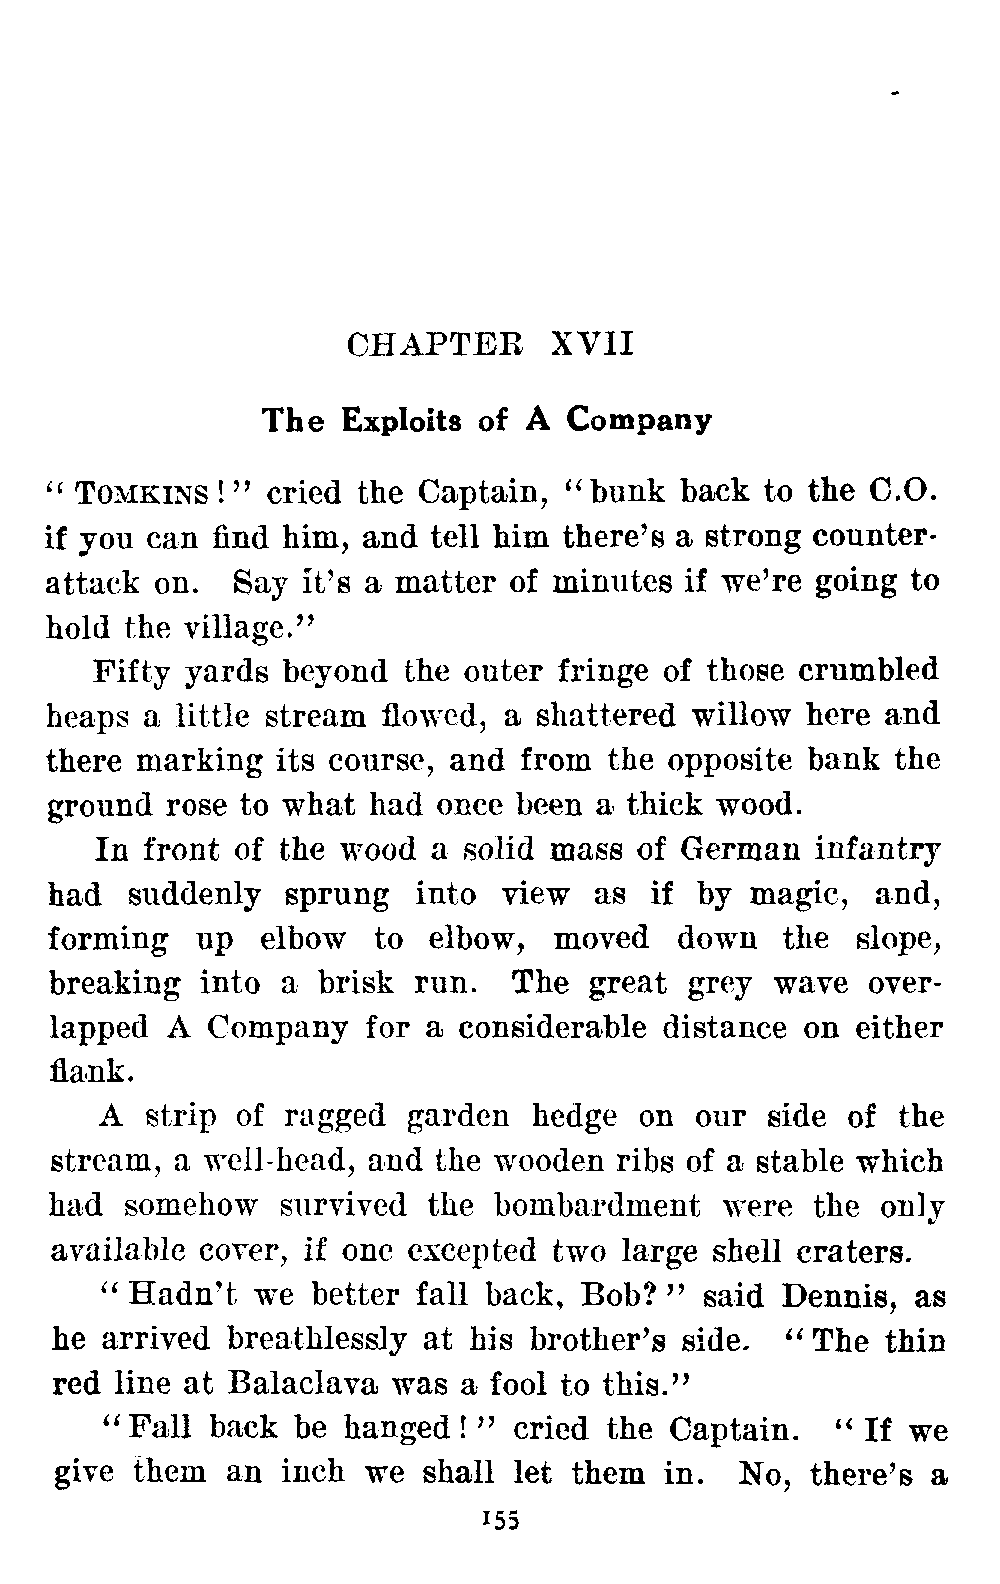 CHAPTER XVII
The Exploits of A Company
“TOMKINS!” cried the Captain, “bunk back to the C.O.
if you can find him, and tell him there’s a strong counter-
attack on. Say it’s a matter of minutes if we’re going to
hold the village.”
Fifty yards beyond the outer fringe of those crumbled
heaps a little stream flowed, a shattered willow here and
there marking its course, and from the opposite bank the
ground rose to what had once been a thick wood.
In front of the wood a solid mass of German infantry
had suddenly sprung into view as if by magic, and,
forming up elbow to elbow, moved down the slope,
breaking into a brisk run. The great grey wave over-
lapped A Company for a considerable distance on either
flank.
A strip of ragged garden hedge on our side of the
stream, a well-head, and the wooden ribs of a stable which
had somehow survived the bombardment were the only
available cover, if one excepted two large shell craters.
“Hadn’t we better fall back, Bob?” said Dennis, as
he arrived breathlessly at his brother’s side. “The thin
red line at Balaclava was a fool to this.”
“Fall back be hanged!” cried the Captain. “If we
give them an inch we shall let them in. No, there’s a
155